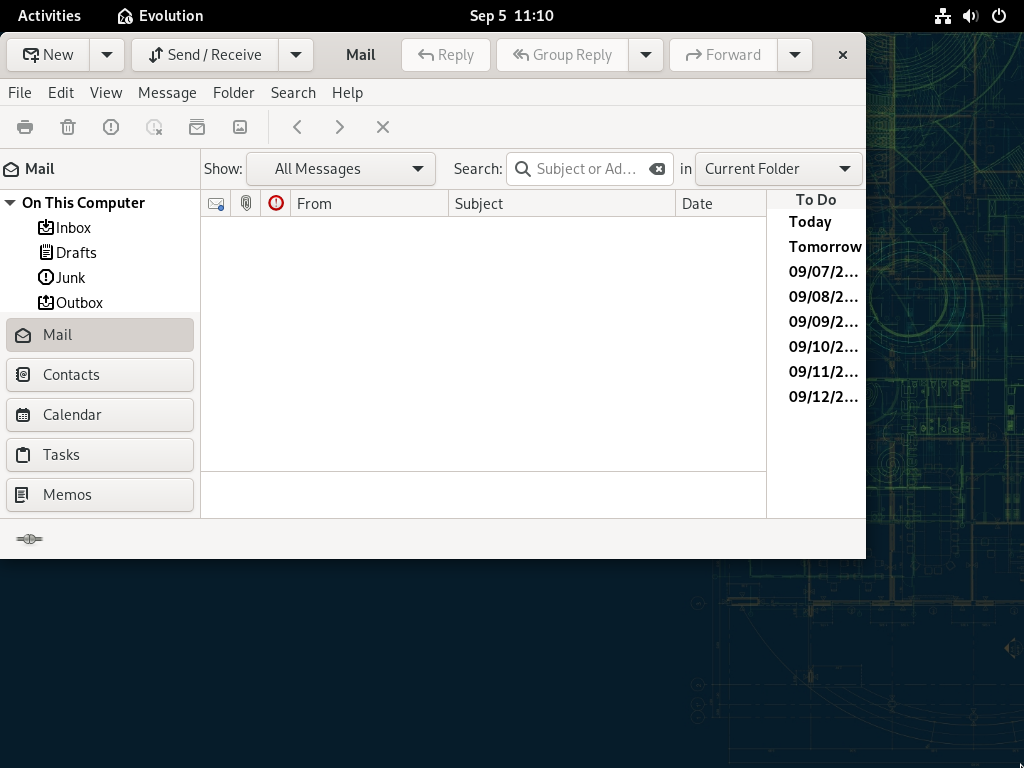 Activities Evolution Sep 5 11:10
New Send / Receive Mail Reply Group Reply Forward
File Edit View Message Folder Search Help
Mail Show: All Messages Search: Subject or Ad... in Current Folder
On This Computer
Inbox
Drafts
Junk
Outbox
Mail
Contacts
Calendar
Tasks
Memos
From Subject Date
To Do
Today
Tomorrow
09/07/2...
09/08/2...
09/09/2...
09/10/2...
09/11/2...
09/12/2...